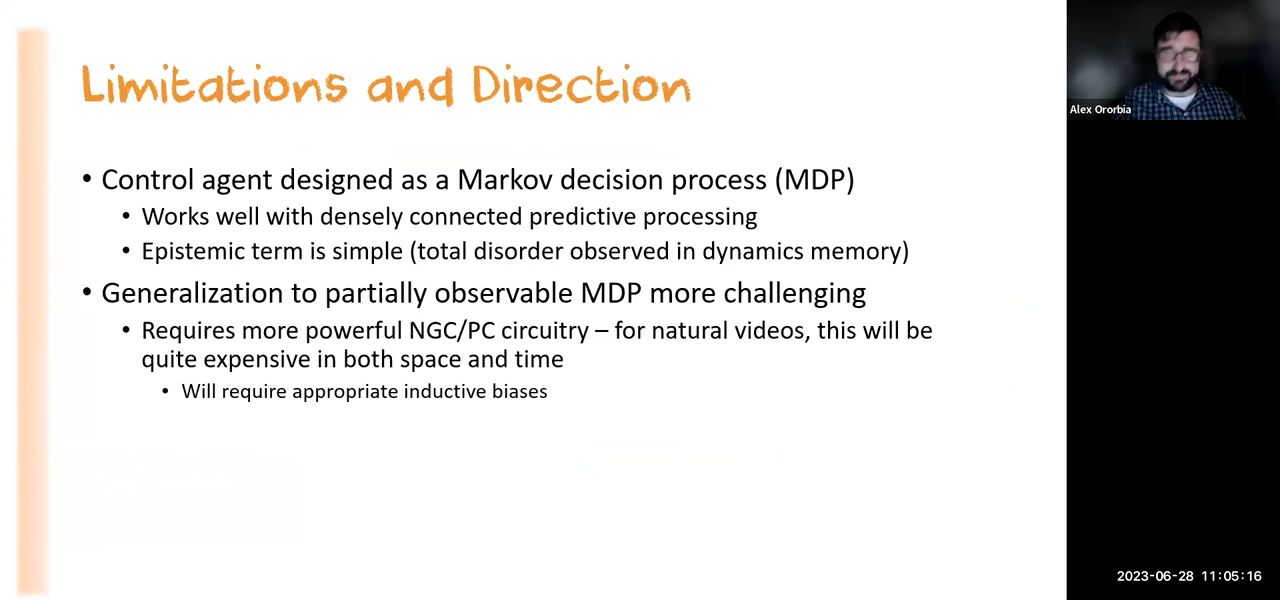 Limitations and Direction
• Control agent designed as a Markov decision process (MDP)
• Works well with densely connected predictive processing
• Epistemic term is simple (total disorder observed in dynamics memory)
• Generalization to partially observable MDP more challenging
• Requires more powerful NGC/PC circuitry – for natural videos, this will be
quite expensive in both space and time
• Will require appropriate inductive biases
Alex Ororbia
2023-06-28 11:05:16